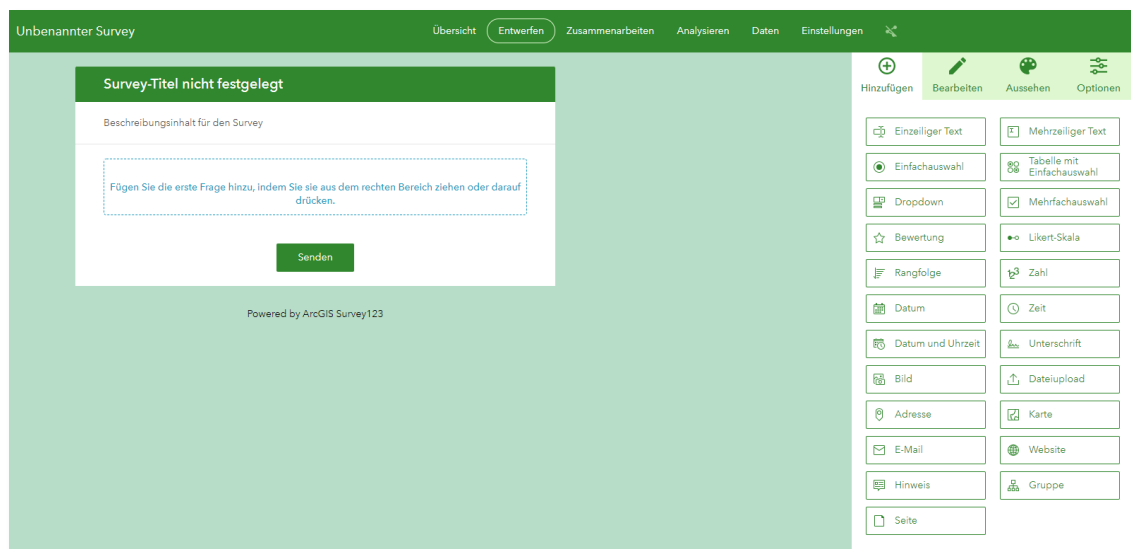 Unbenannter Survey
Übersicht
Entwerfen
Zusammenarbeiten
Analysieren
Daten
Einstellungen
Survey-Titel nicht festgelegt
Beschreibungsinhalt für den Survey
Fügen Sie die erste Frage hinzu, indem Sie sie aus dem rechten Bereich ziehen oder darauf
drücken.
Senden
Powered by ArcGIS Survey123
Hinzufügen
Bearbeiten
Aussehen
Optionen
Einzeiliger Text
Mehrzeiliger Text
Einfachauswahl
Tabelle mit
Einfachauswahl
Dropdown
Mehrfachauswahl
Bewertung
Likert-Skala
Rangfolge
Zahl
Datum
Zeit
Datum und Uhrzeit
Unterschrift
Bild
Dateiupload
Adresse
Karte
E-Mail
Website
Hinweis
Gruppe
Seite